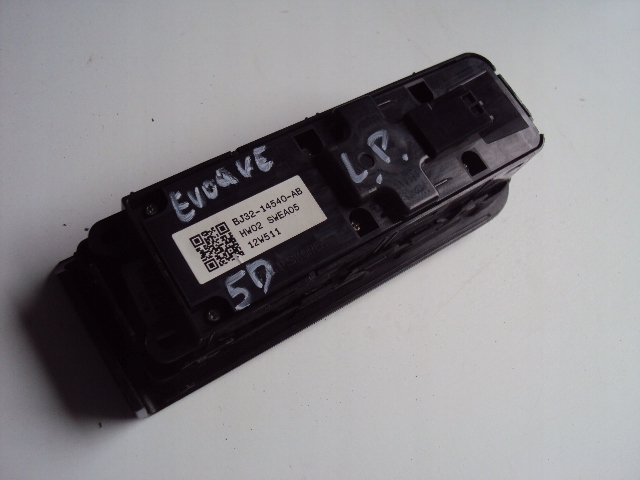 EVOQUE
L.P.
BJ32-14540-AB
HW02 SWEA05
12W511
5D